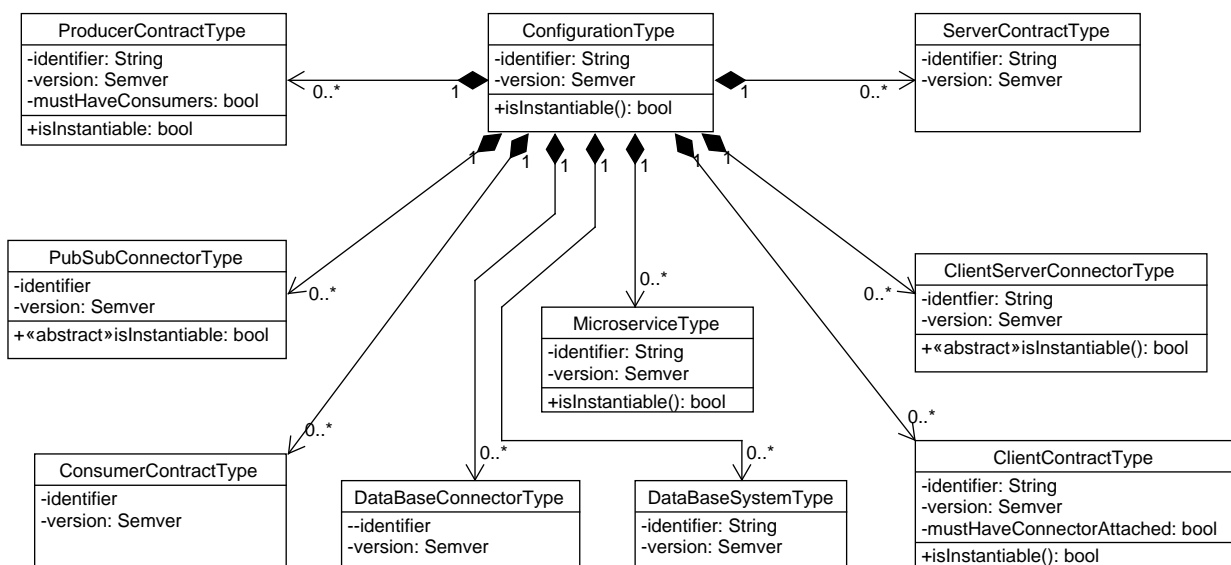 ProducerContractType
-identifier: String
-version: Semver
-mustHaveConsumers: bool
+isInstantiable: bool
ConfigurationType
-identifier: String
-version: Semver
+isInstantiable(): bool
ServerContractType
-identifier: String
-version: Semver
0..*
1
1
0..*
1
1
1
1
1
1
1
PubSubConnectorType
-identifier
-version: Semver
+«abstract»isInstantiable: bool
0..*
0..*
MicroserviceType
-identifier: String
-version: Semver
+isInstantiable(): bool
0..*
ClientServerConnectorType
-identfier: String
-version: Semver
+«abstract»isInstantiable(): bool
0..*
ConsumerContractType
-identifier
-version: Semver
0..*
DataBaseConnectorType
--identifier
-version: Semver
0..*
DataBaseSystemType
-identifier: String
-version: Semver
0..*
ClientContractType
-identifier: String
-version: Semver
-mustHaveConnectorAttached: bool
+isInstantiable(): bool